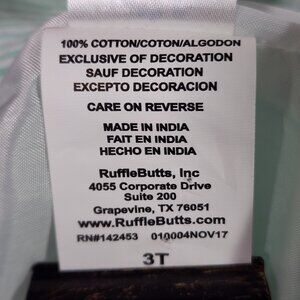 100% COTTON/COTON/ALGODON
EXCLUSIVE OF DECORATION
SAUF DECORATION
EXCEPTO DECORACION
CARE ON REVERSE
MADE IN INDIA
FAIT EN INDIA
HECHO EN INDIA
RuffleButts, Inc
4055 Corporate Drive
Suite 200
Grapevine, TX 76051
www.RuffleButts.com
RN#142453 010004NOV17
3T